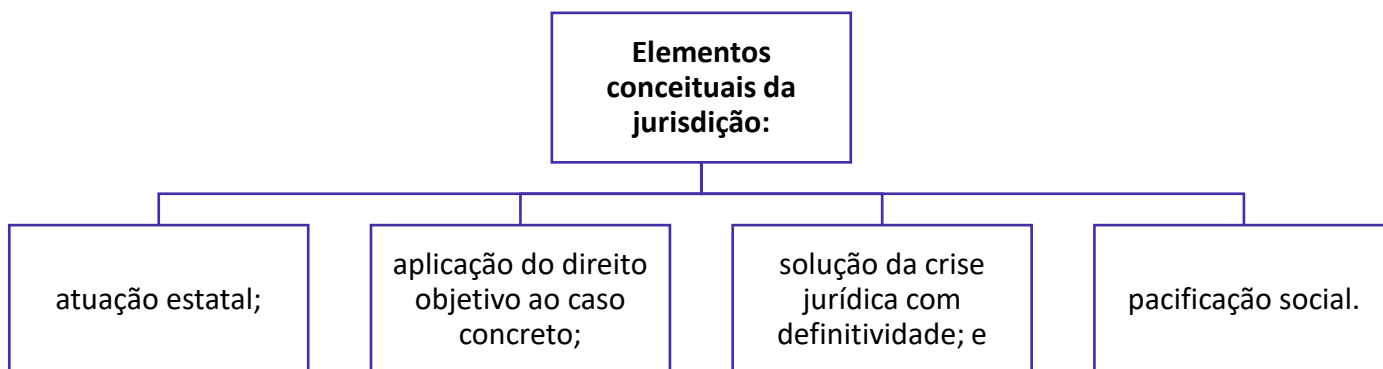 Elementos
conceituais da
jurisdição:
atuação estatal;
aplicação do direito
objetivo ao caso
concreto;
solução da crise
jurídica com
definitividade; e
pacificação social.